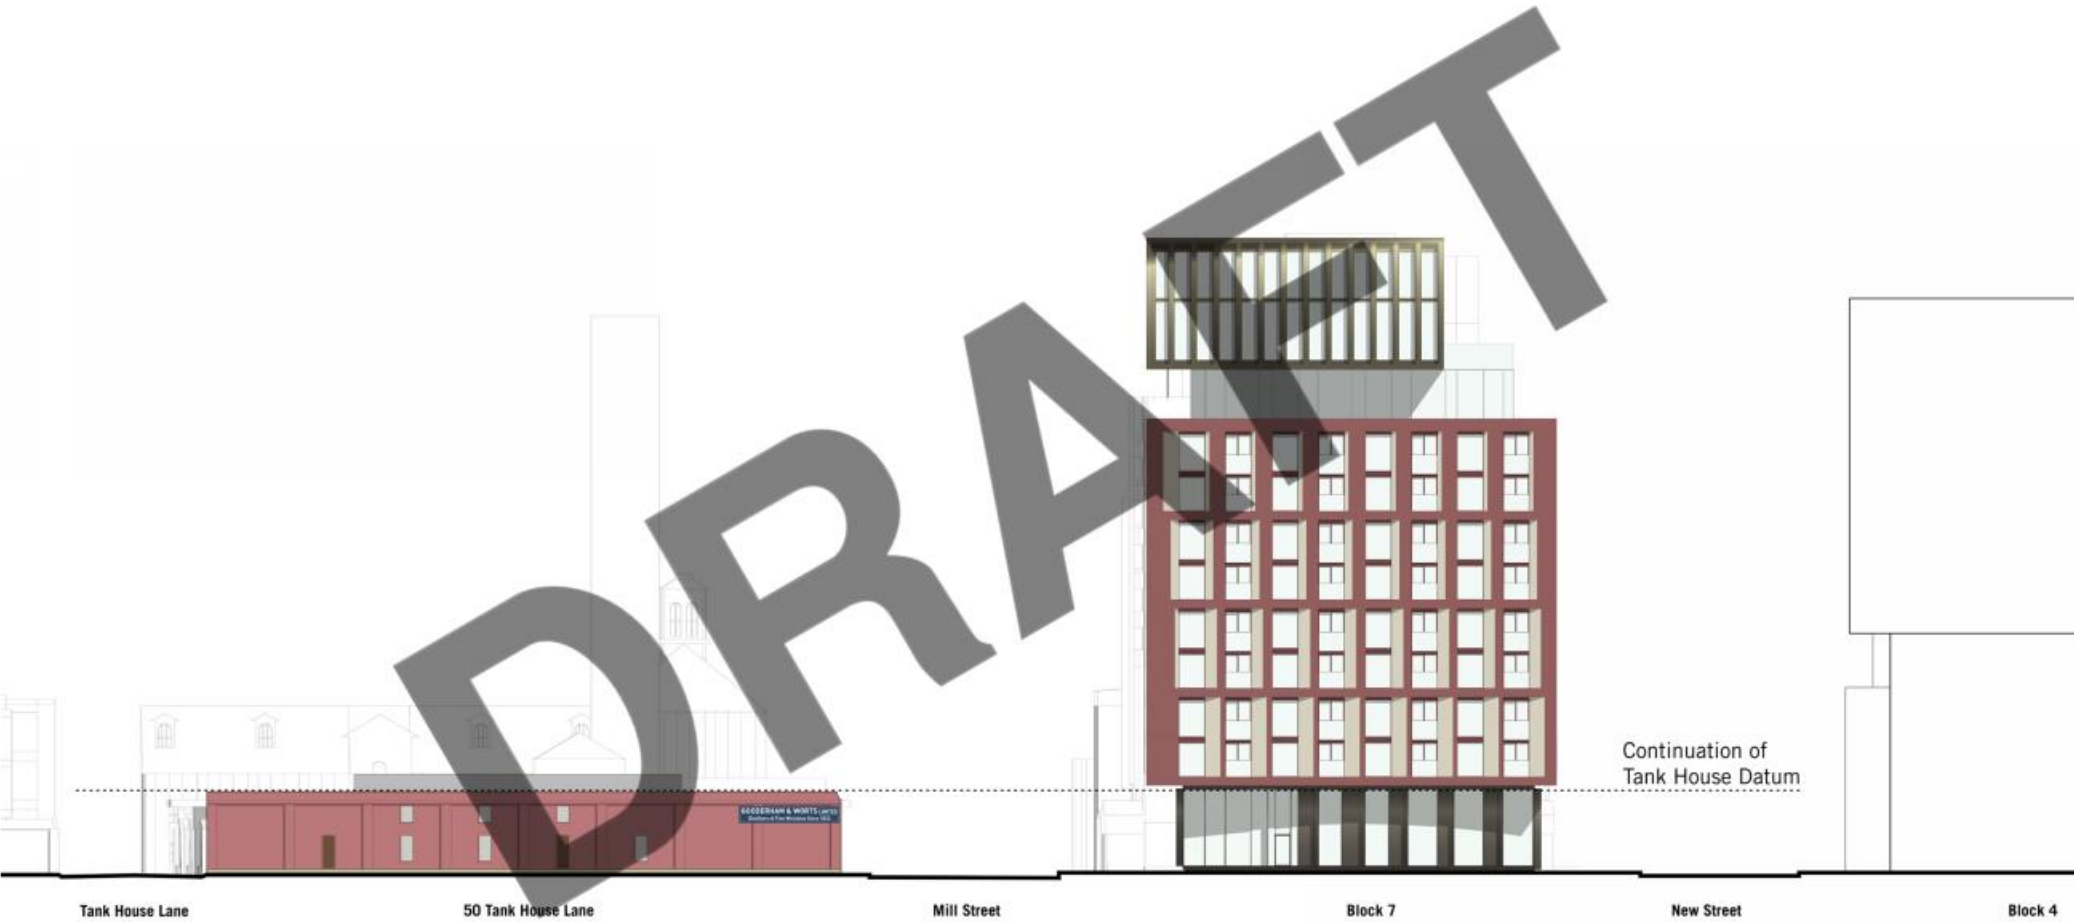 DRAFT
GOODERHAM & WORTS LIMITED
Continuation of
Tank House Datum
Tank House Lane
50 Tank House Lane
Mill Street
Block 7
New Street
Block 4